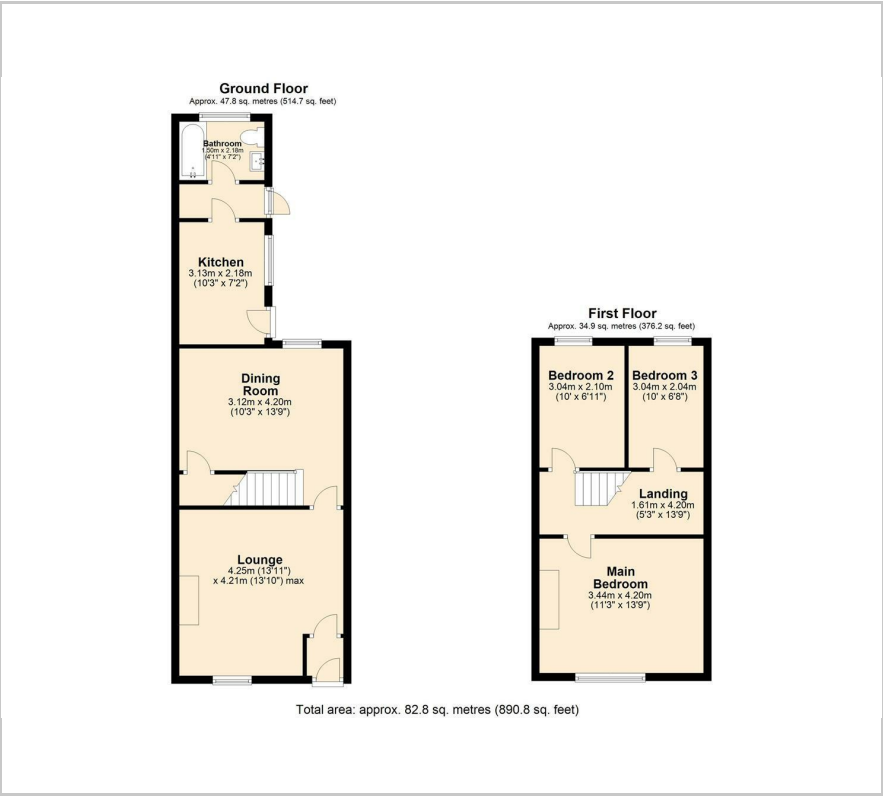 Ground Floor
Approx. 47.8 sq. metres (514.7 sq. feet)
Bathroom
1.50m x 2.18m
(4'11" x 7'2")
Kitchen
3.13m x 2.18m
(10'3" x 7'2")
Dining
Room
3.12m x 4.20m
(10'3" x 13'9")
Lounge
4.25m (13'11")
x 4.21m (13'10") max
First Floor
Approx. 34.9 sq. metres (376.2 sq. feet)
Bedroom 2
3.04m x 2.10m
(10' x 6'11")
Bedroom 3
3.04m x 2.04m
(10' x 6'8")
Landing
1.61m x 4.20m
(5'3" x 13'9")
Main
Bedroom
3.44m x 4.20m
(11'3" x 13'9")
Total area: approx. 82.8 sq. metres (890.8 sq. feet)